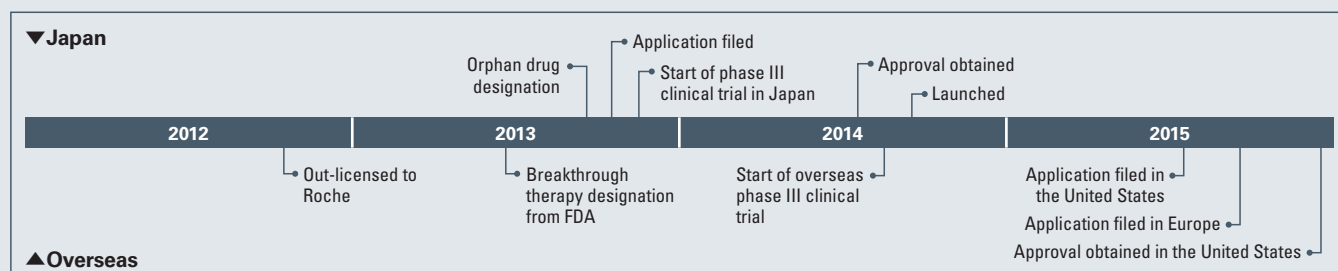 ▼Japan
Application filed
Orphan drug
designation
Start of phase III
clinical trial in Japan
Approval obtained
Launched
2012
2013
2014
2015
Out-licensed to
Roche
Breakthrough
therapy designation
from FDA
Start of overseas
phase III clinical
trial
Application filed in
the United States
Application filed in Europe
Approval obtained in the United States
▲Overseas